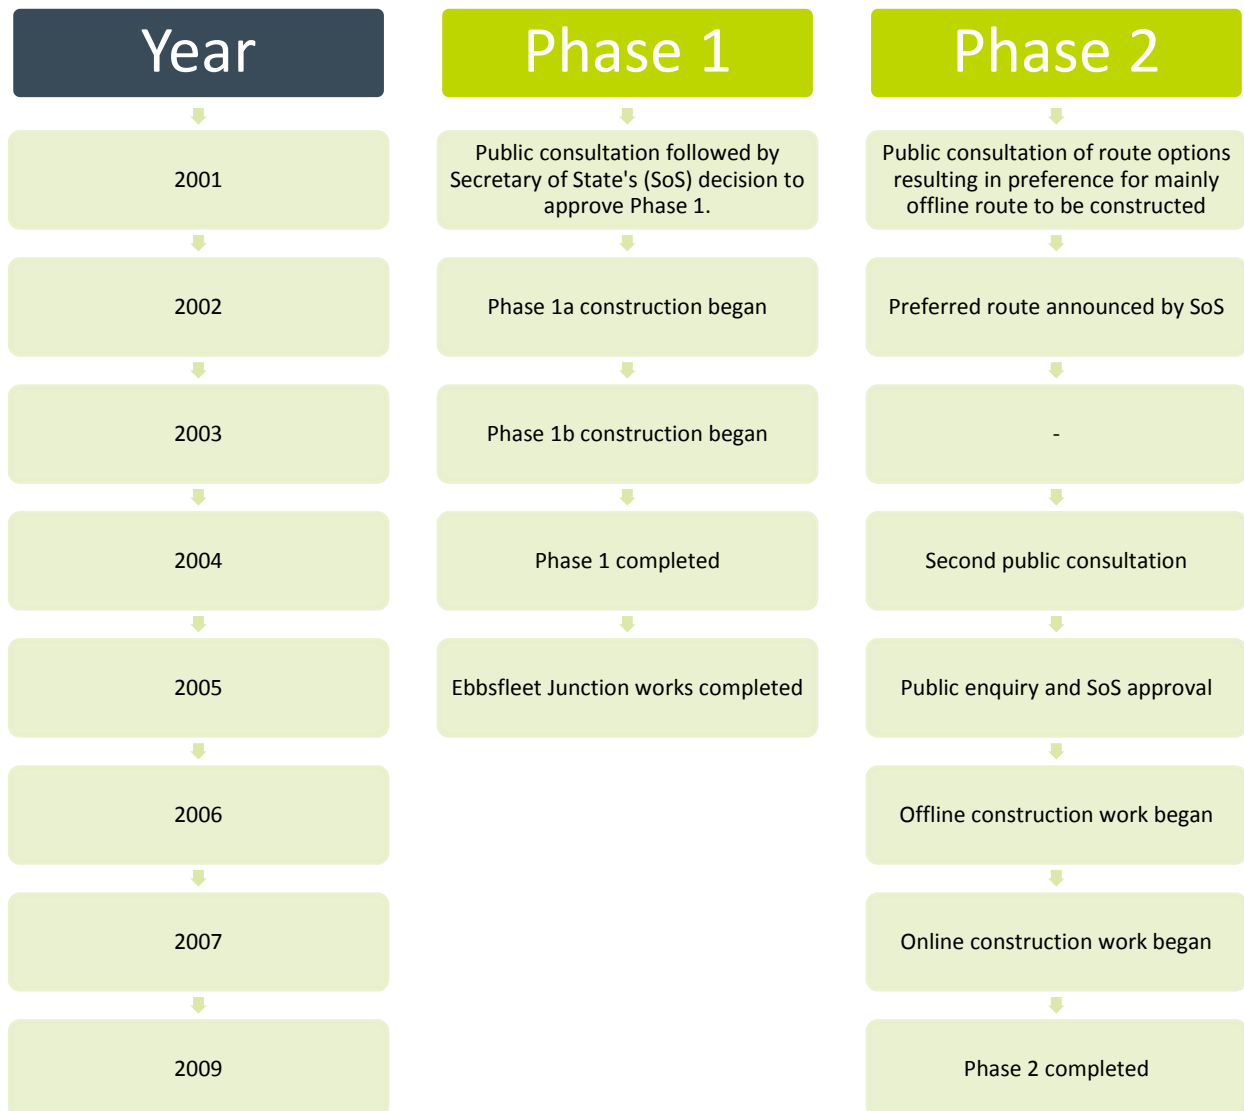 Year
Phase 1
Phase 2
2001
Public consultation followed by
Secretary of State's (SoS) decision to
approve Phase 1.
Public consultation of route options
resulting in preference for mainly
offline route to be constructed
2002
Phase 1a construction began
Preferred route announced by SoS
2003
Phase 1b construction began
-
2004
Phase 1 completed
Second public consultation
2005
Ebbsfleet Junction works completed
Public enquiry and SoS approval
2006
Offline construction work began
2007
Online construction work began
2009
Phase 2 completed